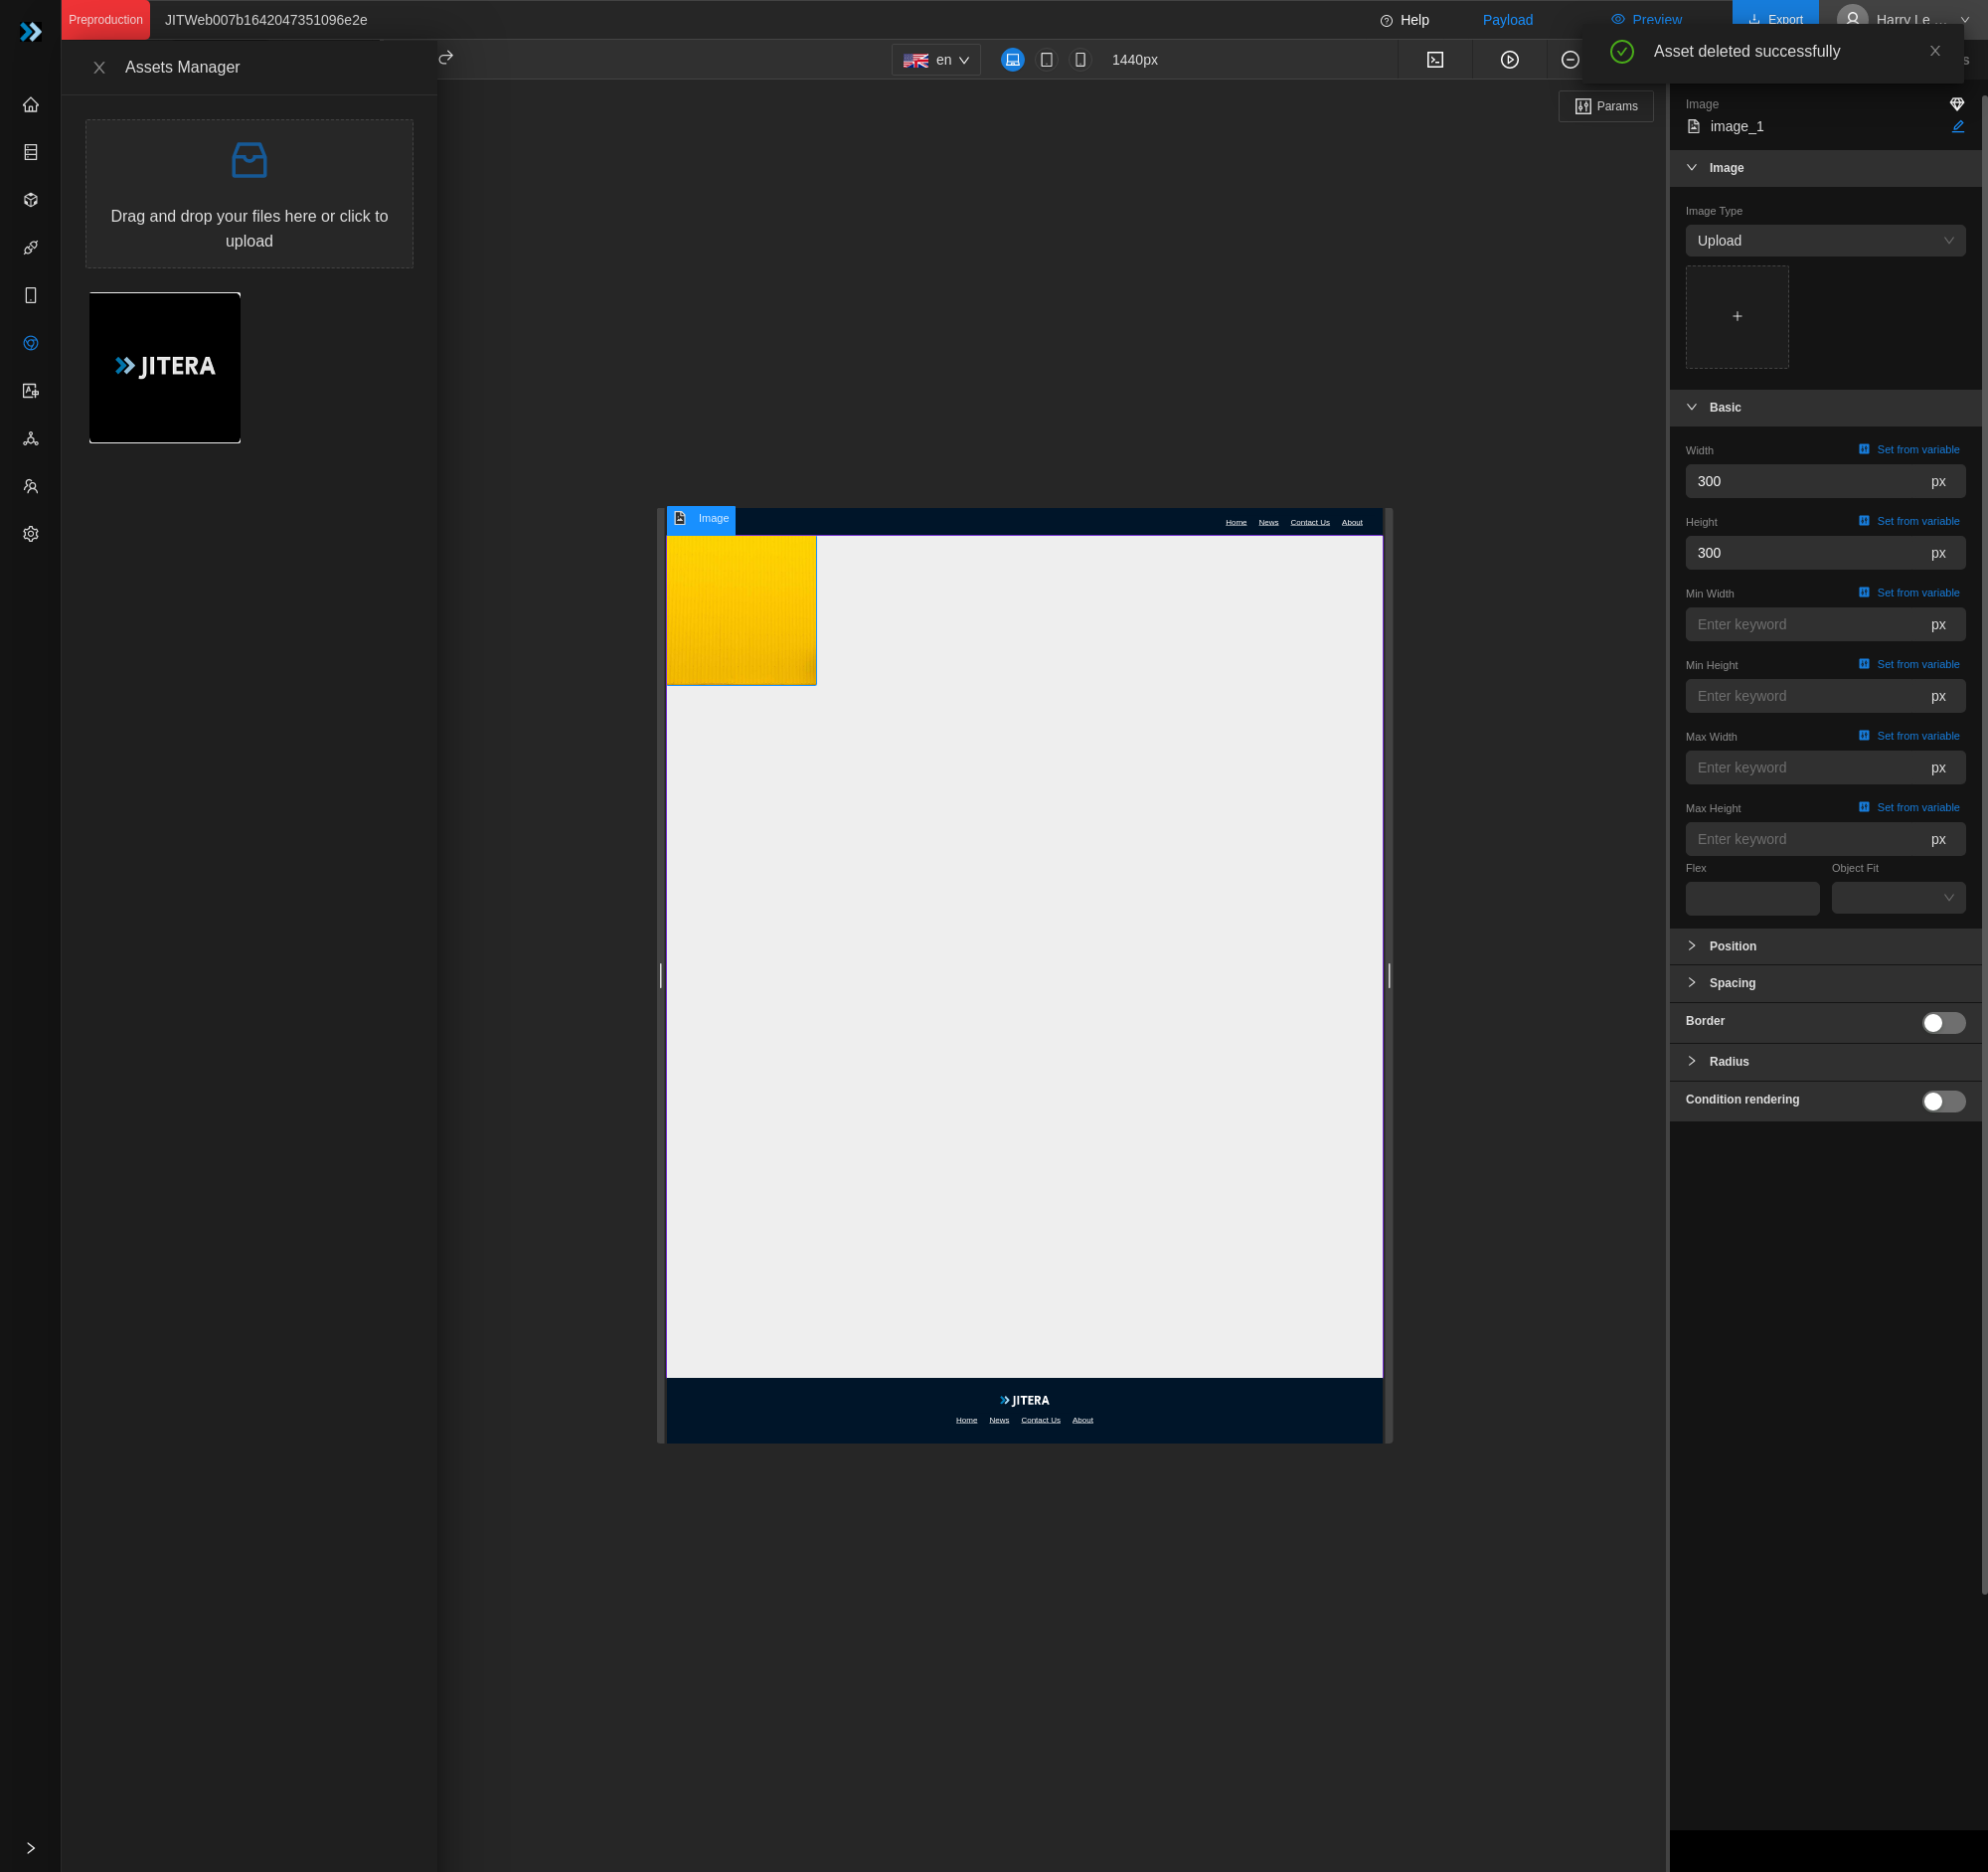 Preproduction
JITWeb007b1642047351096e2e
Help
Payload
Preview
Export
Harry Le ...
Asset deleted successfully
Assets Manager
en
1440px
Params
Drag and drop your files here or click to
upload
JITERA
Image
Home News Contact Us About
JITERA
Home News Contact Us About
Image
image_1
Image
Image Type
Upload
Basic
Width
Set from variable
300
px
Height
Set from variable
300
px
Min Width
Set from variable
Enter keyword
px
Min Height
Set from variable
Enter keyword
px
Max Width
Set from variable
Enter keyword
px
Max Height
Set from variable
Enter keyword
px
Flex
Object Fit
Position
Spacing
Border
Radius
Condition rendering